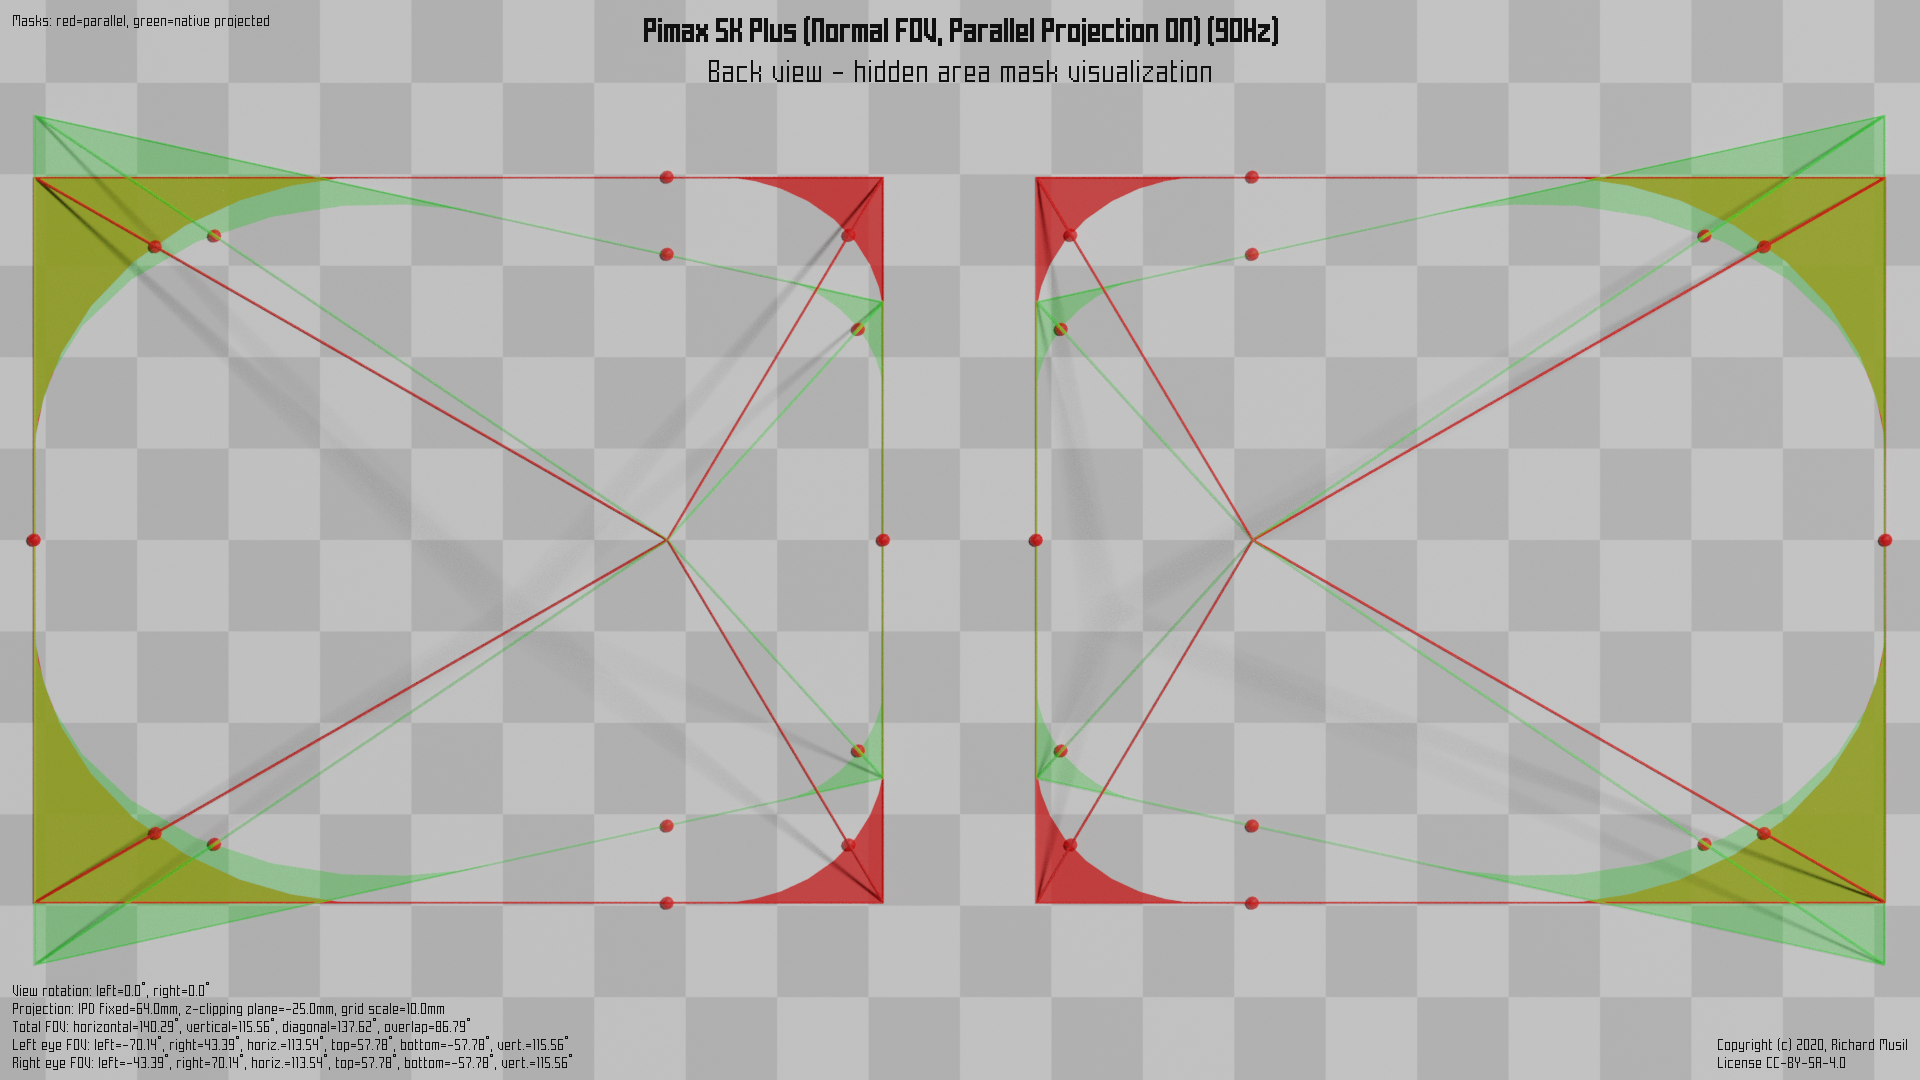 Masks: red=parallel, green=native projected
Pimax 5K Plus (Normal FOV, Parallel Projection ON) (90Hz)
Back view - hidden area mask visualization
View rotation: left=0.0°, right=0.0°
Projection: IPD fixed=64.0mm, z-clipping plane=-25.0mm, grid scale=10.0mm
Total FOV: horizontal=140.29°, vertical=115.56°, diagonal=137.62°, overlap=86.79°
Left eye FOV: left=-70.14°, right=43.39°, horiz.=113.54°, top=57.78°, bottom=-57.78°, vert.=115.56°
Right eye FOV: left=-43.39°, right=70.14°, horiz.=113.54°, top=57.78°, bottom=-57.78°, vert.=115.56°
Copyright (c) 2020, Richard Musil
License CC-BY-SA-4.0